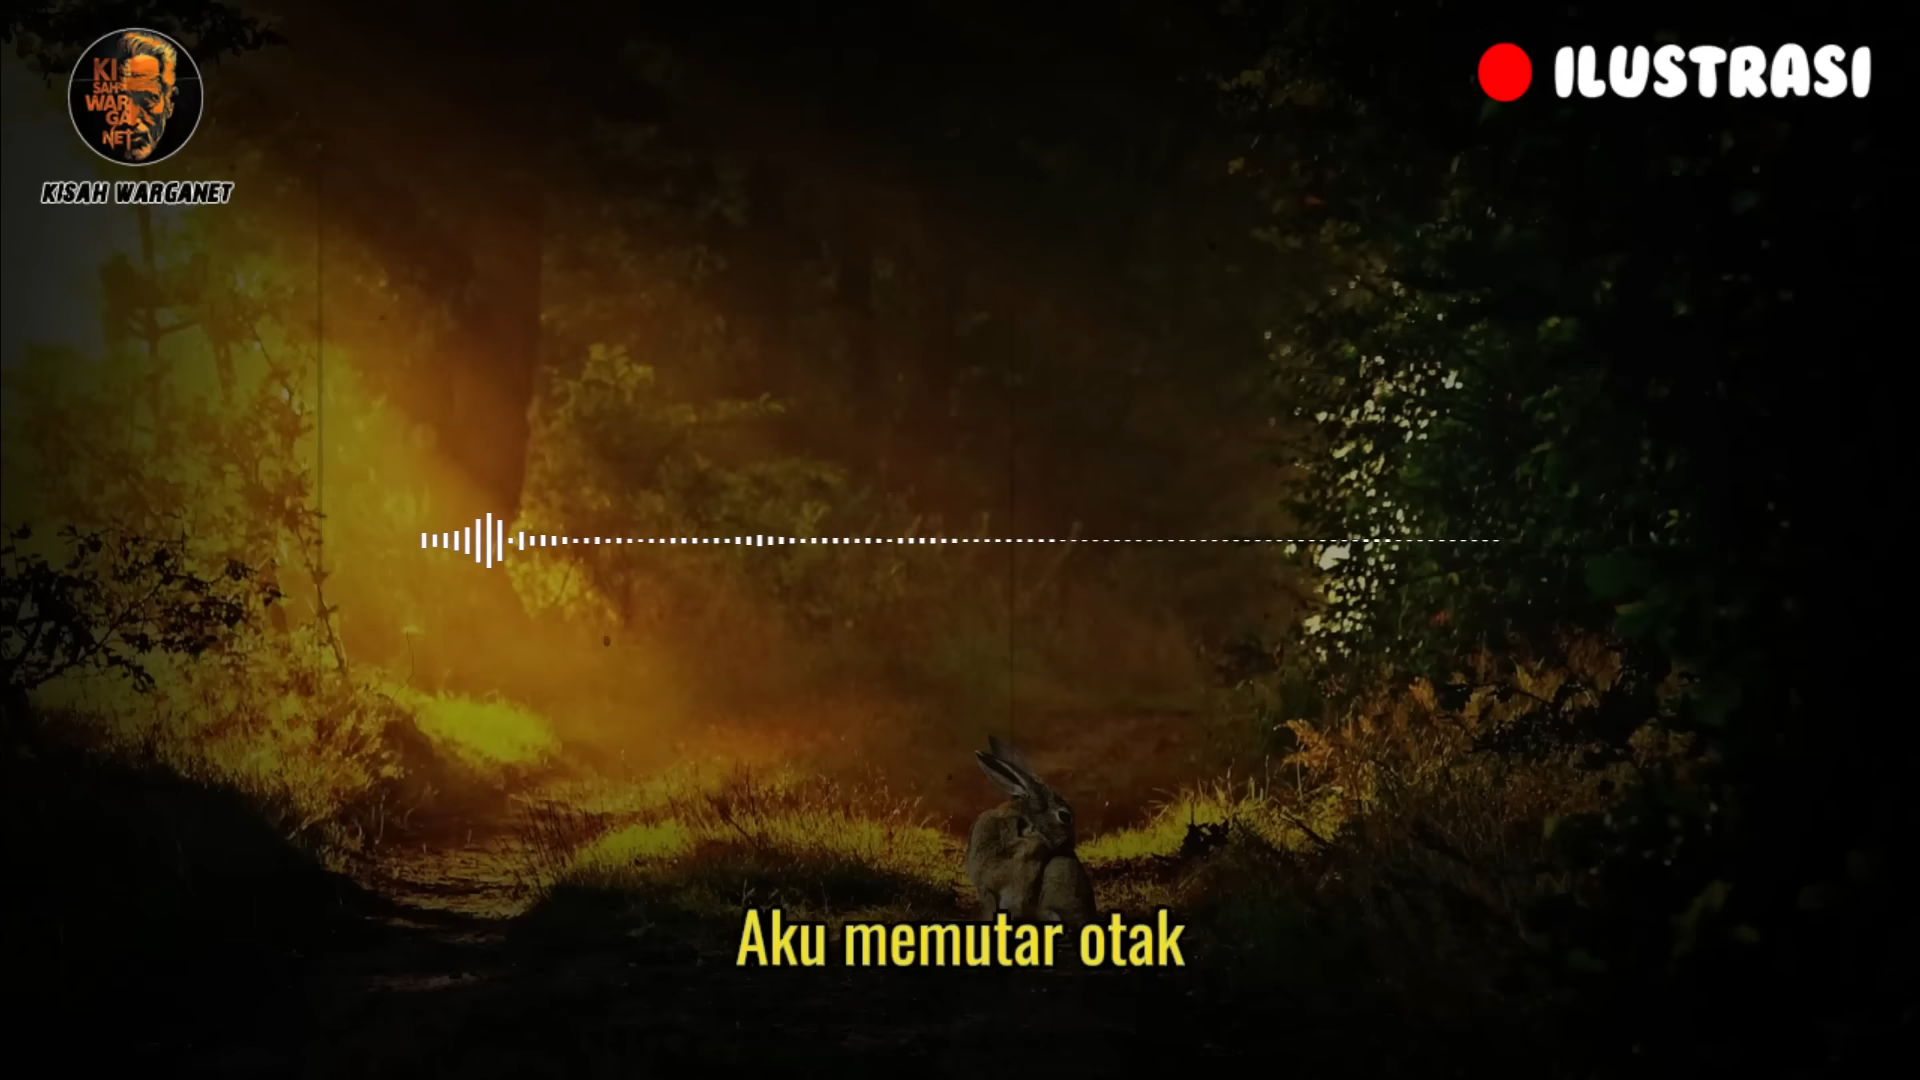 KI
SAH
WAR
GA
NET
KISAH WARGANET
ILUSTRASI
Aku memutar otak